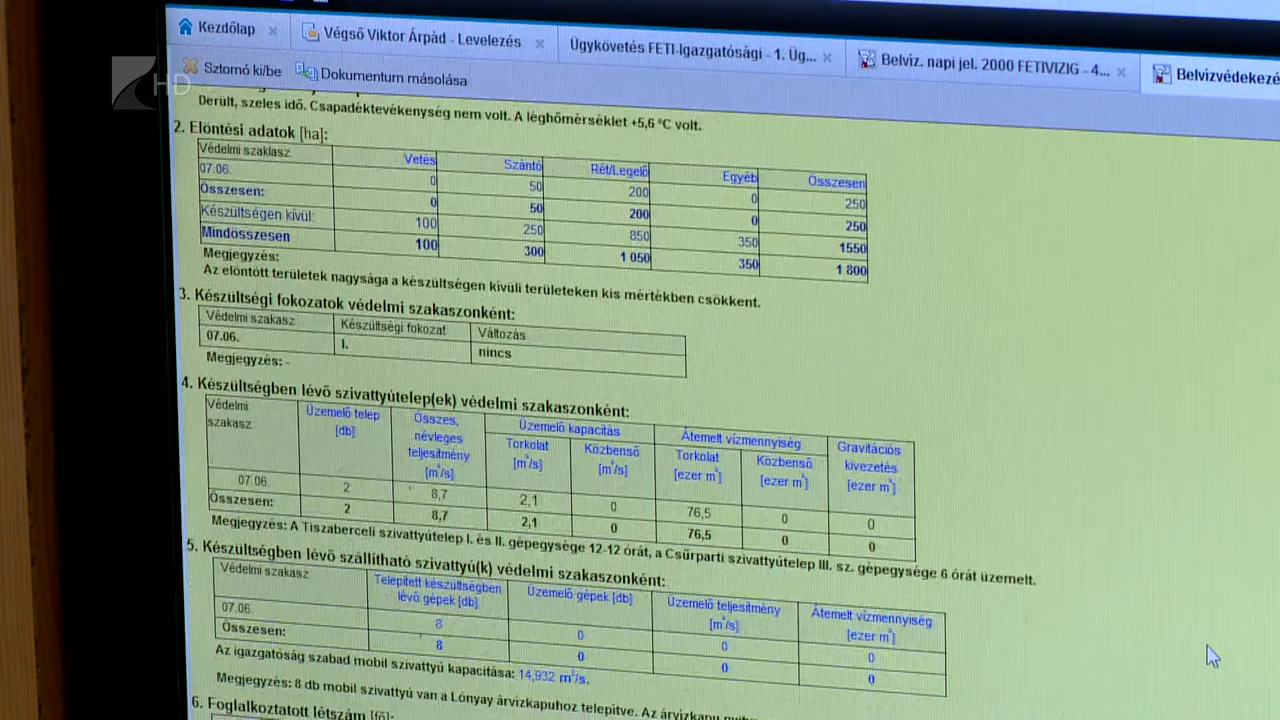 Kezdőlap
Végső Viktor Árpád - Levelezés
Ügykövetés FETI-Igazgatósági - 1. Üg...
Belvíz. napi jel. 2000 FETIVIZIG - 4...
Belvízvédekezé
Sztornó ki/be
Dokumentum másolása
HD
Derült, szeles idő. Csapadéktevékenység nem volt. A léghőmérséklet +5,6 °C volt.
2. Elöntési adatok [ha]:
Védelmi szaklasz Vetés Szántó Rét/Legelő Egyéb Összesen
07.06. 0 50 200 0 250
Összesen: 0 50 200 0 250
Készültségen kívül: 100 250 850 350 1550
Mindösszesen 100 300 1 050 350 1 800
Megjegyzés:
Az elöntött területek nagysága a készültségen kívüli területeken kis mértékben csökkent.
3. Készültségi fokozatok védelmi szakaszonként:
Védelmi szakasz Készültségi fokozat Változás
07.06. I. nincs
Megjegyzés: -
4. Készültségben lévő szivattyútelep(ek) védelmi szakaszonként:
Védelmi szakasz Üzemelő telep [db] Összes, névleges teljesítmény [m³/s] Üzemelő kapacitás Átemelt vízmennyiség Gravitációs kivezetés [ezer m³]
Torkolat [m³/s] Közbenső [m³/s] Torkolat [ezer m³] Közbenső [ezer m³]
07.06. 2 8,7 2,1 0 76,5 0 0
Összesen: 2 8,7 2,1 0 76,5 0 0
Megjegyzés: A Tiszaberceli szivattyútelep I. és II. gépegysége 12-12 órát, a Csűrparti szivattyútelep III. sz. gépegysége 6 órát üzemelt.
5. Készültségben lévő szállítható szivattyú(k) védelmi szakaszonként:
Védelmi szakasz Telepített készültségben lévő gépek [db] Üzemelő gépek [db] Üzemelő teljesítmény [m³/s] Átemelt vízmennyiség [ezer m³]
07.06. 8 0 0 0
Összesen: 8 0 0 0
Az igazgatóság szabad mobil szivattyú kapacitása: 14,932 m³/s.
Megjegyzés: 8 db mobil szivattyú van a Lónyay árvízkapuhoz telepítve. Az árvízkapu
6. Foglalkoztatott létszám [fő]: